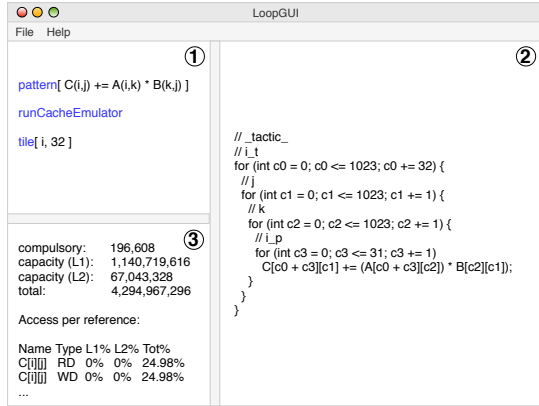 LoopGUI
File Help
①
pattern[ C(i,j) += A(i,k) * B(k,j) ]
runCacheEmulator
tile[ i, 32 ]
②
// _tactic_
// i_t
for (int c0 = 0; c0 <= 1023; c0 += 32) {
// j
for (int c1 = 0; c1 <= 1023; c1 += 1) {
// k
for (int c2 = 0; c2 <= 1023; c2 += 1) {
// i_p
for (int c3 = 0; c3 <= 31; c3 += 1)
C[c0 + c3][c1] += (A[c0 + c3][c2]) * B[c2][c1]);
}
}
}
③
compulsory: 196,608
capacity (L1): 1,140,719,616
capacity (L2): 67,043,328
total: 4,294,967,296
Access per reference:
Name Type L1% L2% Tot%
C[i][j] RD 0% 0% 24.98%
C[i][j] WD 0% 0% 24.98%
...